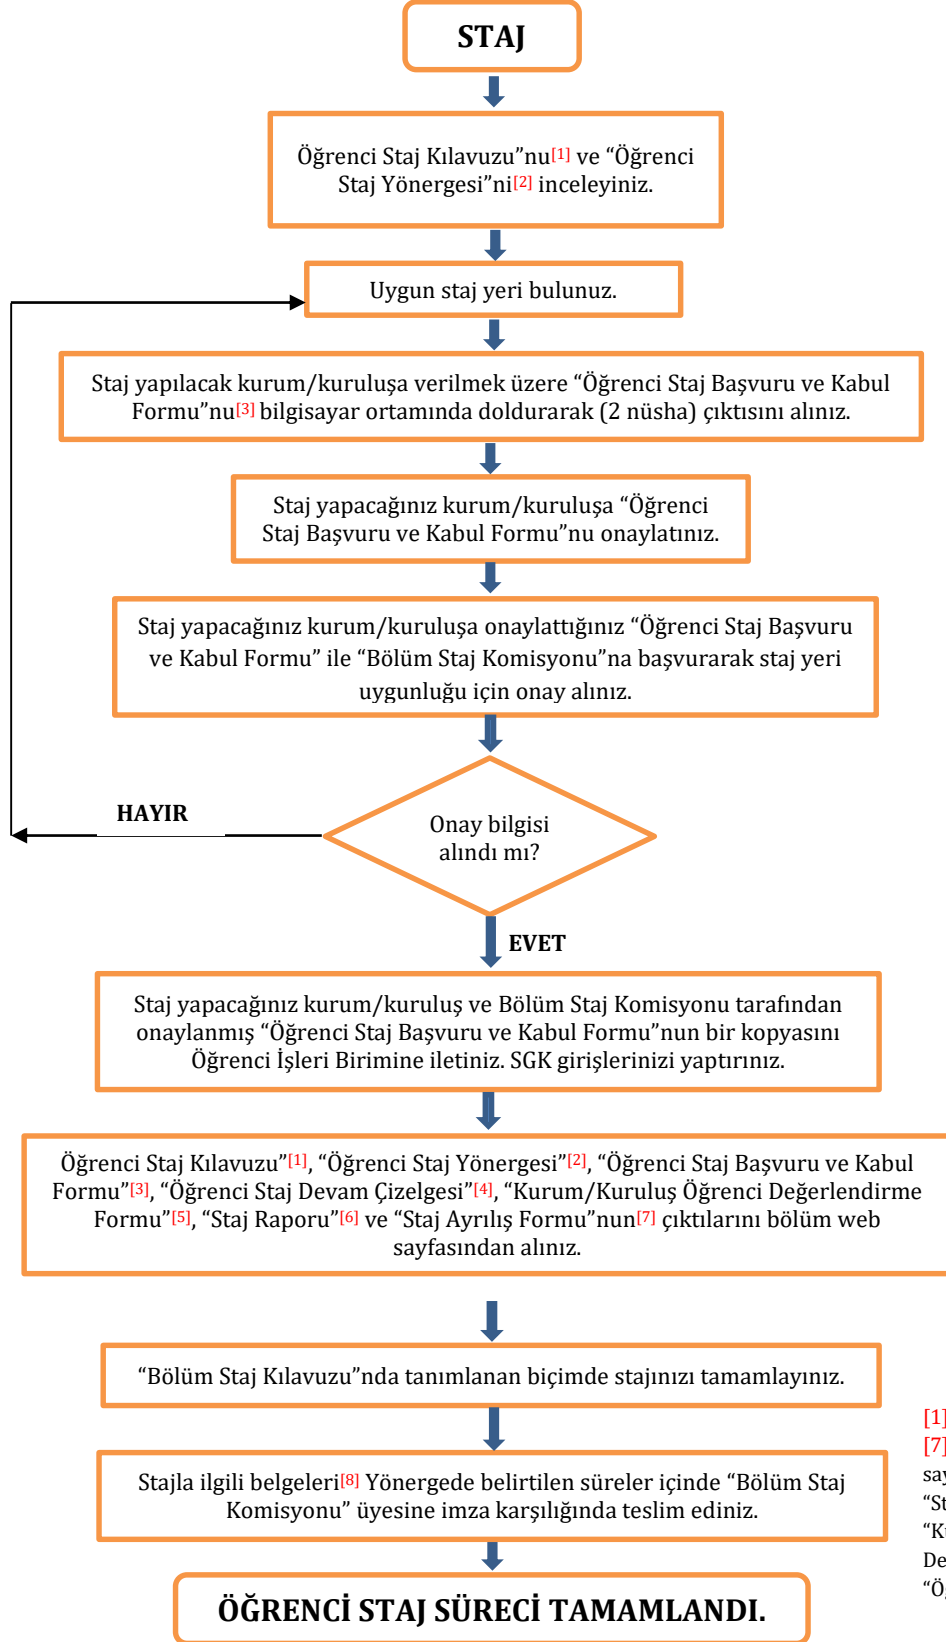 STAJ
Öğrenci Staj Kılavuzu”nu[1] ve “Öğrenci
Staj Yönergesi”ni[2] inceleyiniz.
Uygun staj yeri bulunuz.
Staj yapılacak kurum/kuruluşa verilmek üzere “Öğrenci Staj Başvuru ve Kabul
Formu”nu[3] bilgisayar ortamında doldurarak (2 nüsha) çıktısını alınız.
Staj yapacağınız kurum/kuruluşa “Öğrenci
Staj Başvuru ve Kabul Formu”nu onaylatınız.
Staj yapacağınız kurum/kuruluşa onaylattığınız “Öğrenci Staj Başvuru
ve Kabul Formu” ile “Bölüm Staj Komisyonu”na başvurarak staj yeri
uygunluğu için onay alınız.
HAYIR
Onay bilgisi
alındı mı?
EVET
Staj yapacağınız kurum/kuruluş ve Bölüm Staj Komisyonu tarafından
onaylanmış “Öğrenci Staj Başvuru ve Kabul Formu”nun bir kopyasını
Öğrenci İşleri Birimine iletiniz. SGK girişlerinizi yaptırınız.
Öğrenci Staj Kılavuzu”[1], “Öğrenci Staj Yönergesi”[2], “Öğrenci Staj Başvuru ve Kabul
Formu”[3], “Öğrenci Staj Devam Çizelgesi”[4], “Kurum/Kuruluş Öğrenci Değerlendirme
Formu”[5], “Staj Raporu”[6] ve “Staj Ayrılış Formu”nun[7] çıktılarını bölüm web
sayfasından alınız.
“Bölüm Staj Kılavuzu”nda tanımlanan biçimde stajınızı tamamlayınız.
Stajla ilgili belgeleri[8] Yönergede belirtilen süreler içinde “Bölüm Staj
Komisyonu” üyesine imza karşılığında teslim ediniz.
[1]
[7]
ÖĞRENCİ STAJ SÜRECİ TAMAMLANDI.